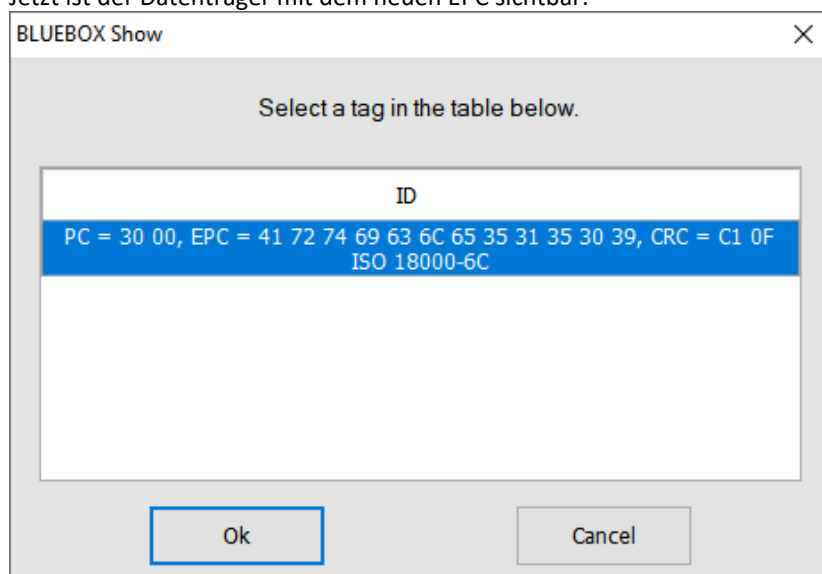 Jetzt ist der Datenträger mit dem neuen EPC sichtbar:
BLUEBOX Show
Select a tag in the table below.
ID
PC = 30 00, EPC = 41 72 74 69 63 6C 65 35 31 35 30 39, CRC = C1 0F
ISO 18000-6C
Ok
Cancel